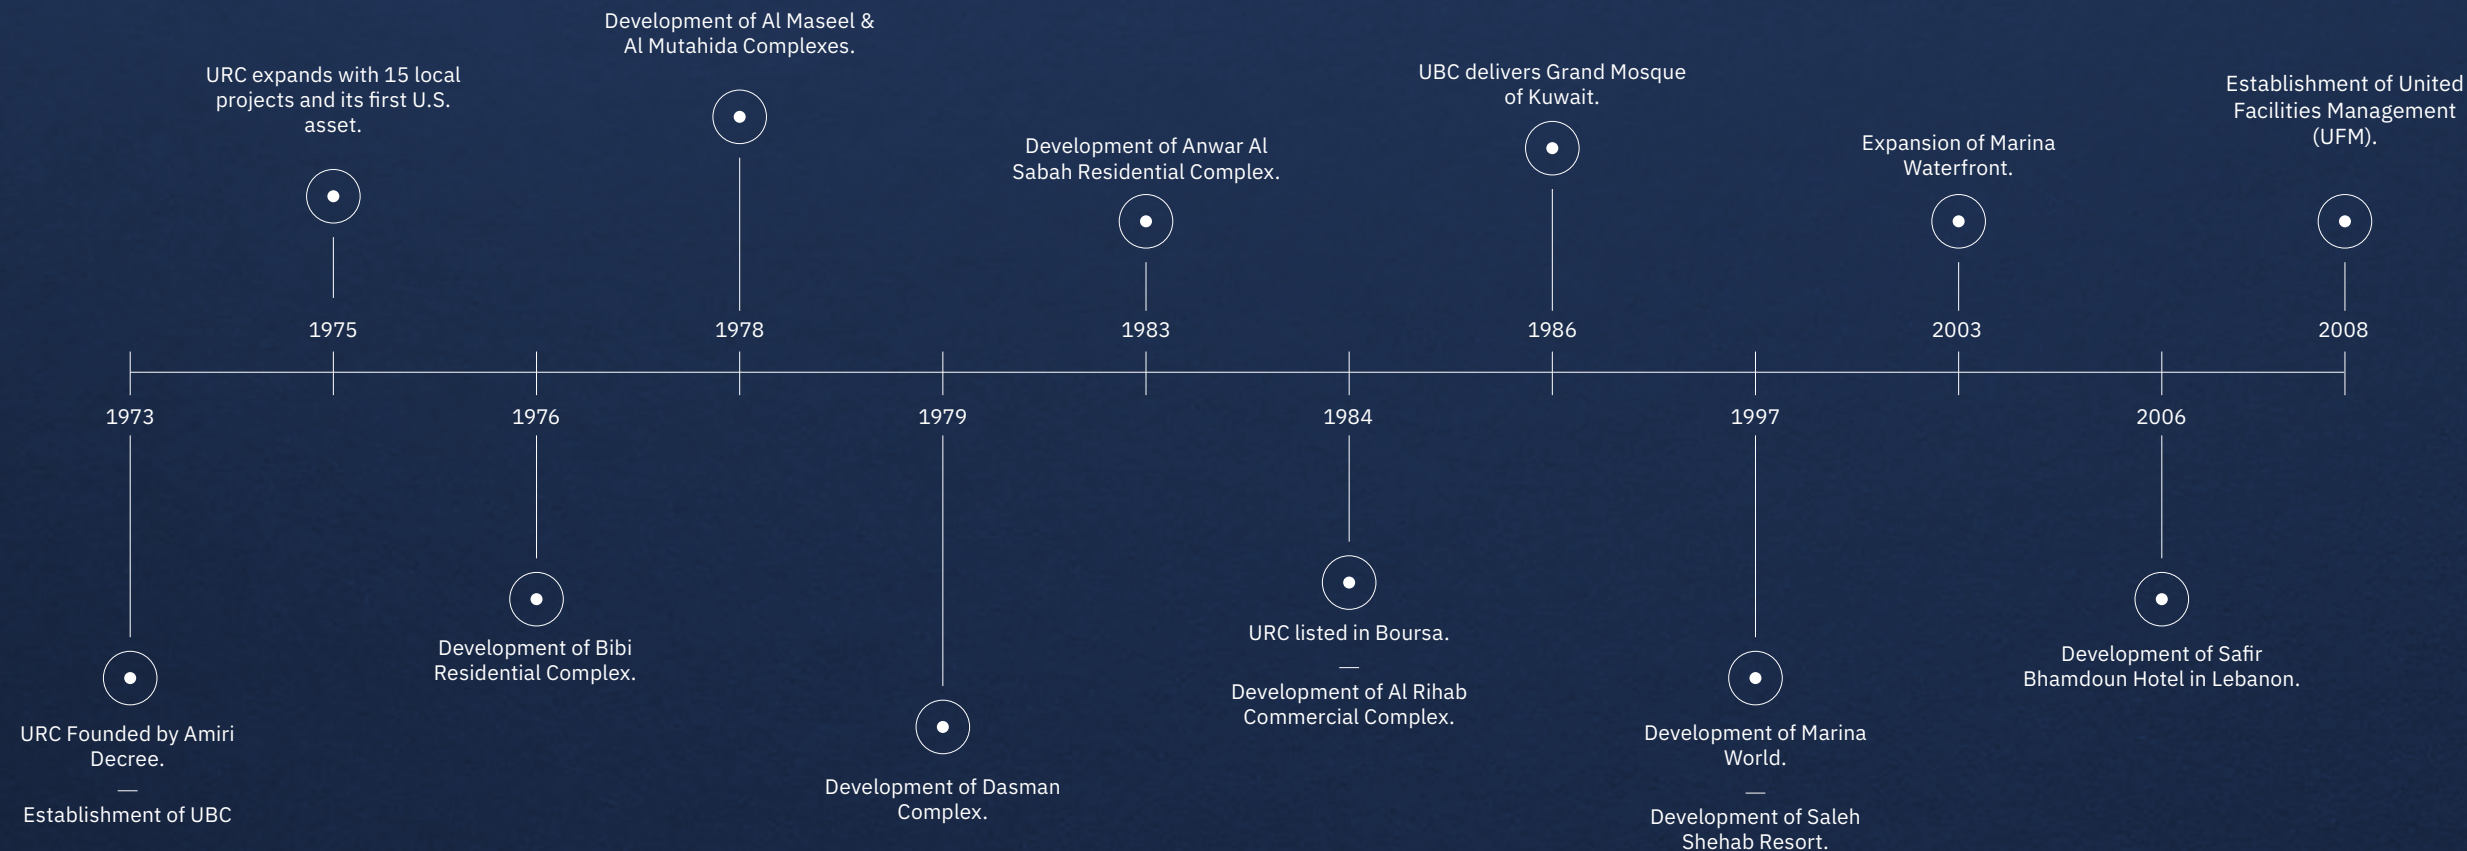 1973
URC Founded by Amiri
Decree.
—
Establishment of UBC
URC expands with 15 local
projects and its first U.S.
asset.
1975
1976
Development of Bibi
Residential Complex.
Development of Al Maseel &
Al Mutahida Complexes.
1978
1979
Development of Dasman
Complex.
Development of Anwar Al
Sabah Residential Complex.
1983
1984
URC listed in Boursa.
—
Development of Al Rihab
Commercial Complex.
UBC delivers Grand Mosque
of Kuwait.
1986
1997
Development of Marina
World.
—
Development of Saleh
Shehab Resort.
Expansion of Marina
Waterfront.
2003
2006
Development of Safir
Bhamdoun Hotel in Lebanon.
Establishment of United
Facilities Management
(UFM).
2008